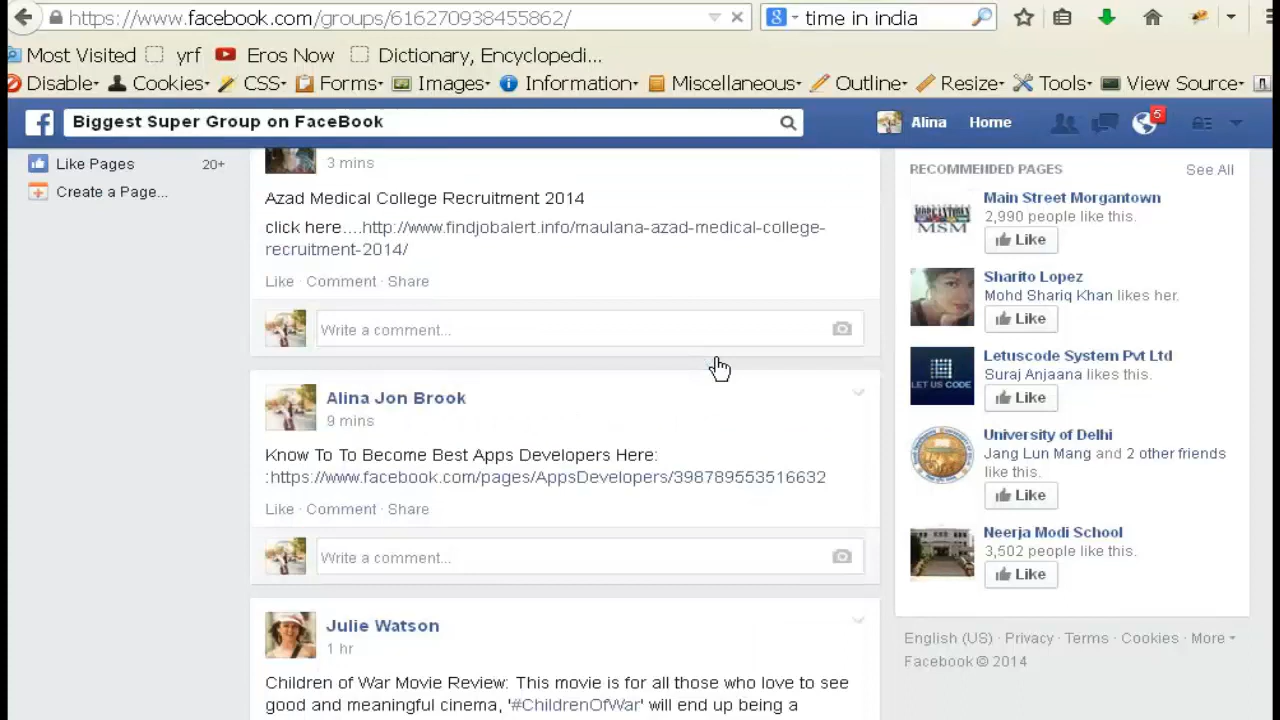 https://www.facebook.com/groups/616270938455862/
time in india
Most Visited yrf Eros Now Dictionary, Encyclopedi...
Disable Cookies CSS Forms Images Information Miscellaneous Outline Resize Tools View Source
Biggest Super Group on FaceBook
Alina Home
5
Like Pages 20+
Create a Page...
3 mins
Azad Medical College Recruitment 2014
click here....http://www.findjobalert.info/maulana-azad-medical-college-
recruitment-2014/
Like · Comment · Share
Write a comment...
Alina Jon Brook
9 mins
Know To To Become Best Apps Developers Here:
:https://www.facebook.com/pages/AppsDevelopers/398789553516632
Like · Comment · Share
Write a comment...
Julie Watson
1 hr
Children of War Movie Review: This movie is for all those who love to see
good and meaningful cinema, '#ChildrenOfWar' will end up being a
RECOMMENDED PAGES See All
Main Street Morgantown
2,990 people like this.
MSM
Like
Sharito Lopez
Mohd Shariq Khan likes her.
Like
Letuscode System Pvt Ltd
Suraj Anjaana likes this.
LET US CODE
Like
University of Delhi
Jang Lun Mang and 2 other friends
like this.
Like
Neerja Modi School
3,502 people like this.
Like
English (US) · Privacy · Terms · Cookies · More
Facebook © 2014